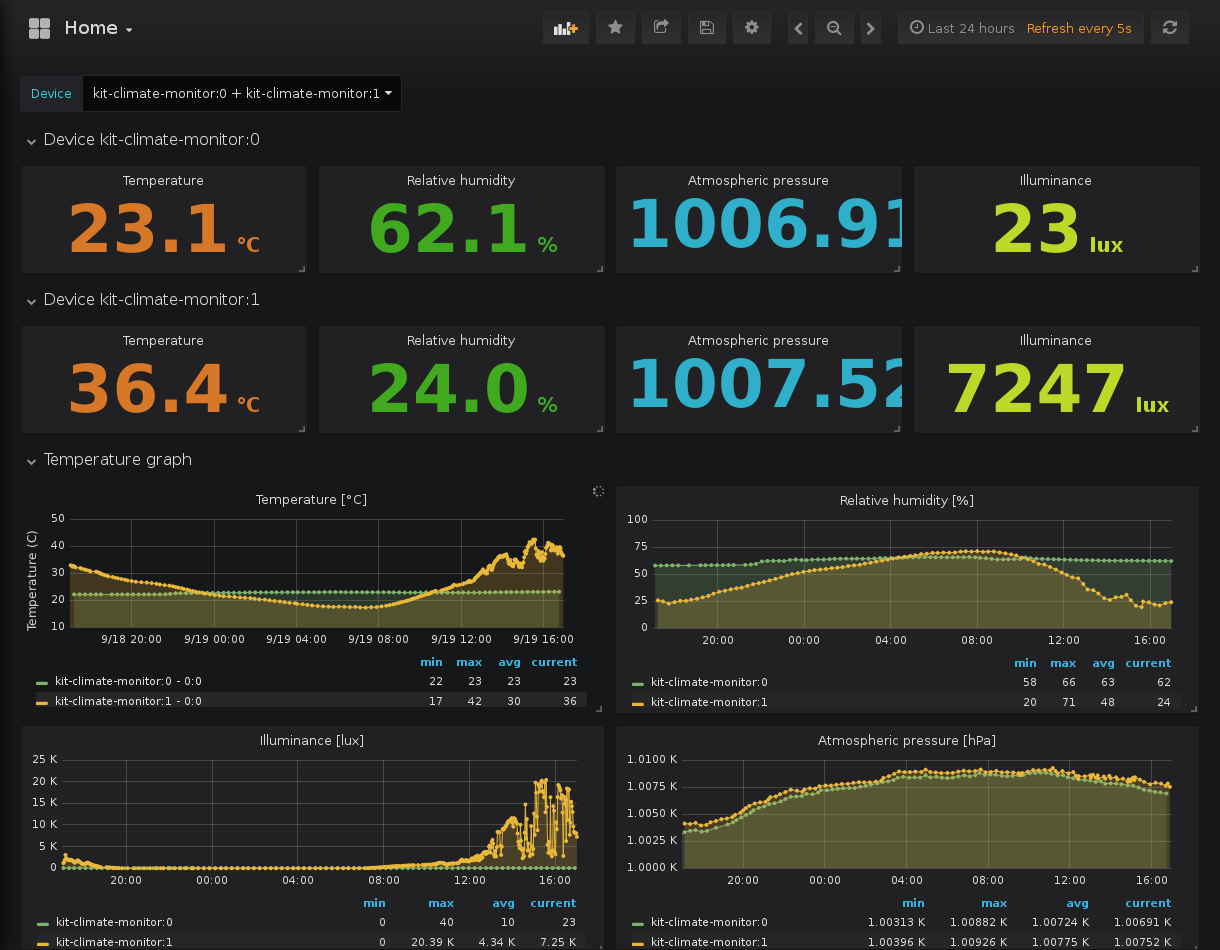 Home
Last 24 hours Refresh every 5s
Device kit-climate-monitor:0 + kit-climate-monitor:1
Device kit-climate-monitor:0
Temperature Relative humidity Atmospheric pressure Illuminance
23.1 °C 62.1 % 1006.91 23 lux
Device kit-climate-monitor:1
Temperature Relative humidity Atmospheric pressure Illuminance
36.4 °C 24.0 % 1007.52 7247 lux
Temperature graph
Temperature [°C]
Temperature (C)
50
40
30
20
10
9/18 20:00 9/19 00:00 9/19 04:00 9/19 08:00 9/19 12:00 9/19 16:00
min max avg current
kit-climate-monitor:0 - 0:0 22 23 23 23
kit-climate-monitor:1 - 0:0 17 42 30 36
Relative humidity [%]
100
75
50
25
0
20:00 00:00 04:00 08:00 12:00 16:00
min max avg current
kit-climate-monitor:0 58 66 63 62
kit-climate-monitor:1 20 71 48 24
Illuminance [lux]
25 K
20 K
15 K
10 K
5 K
0
20:00 00:00 04:00 08:00 12:00 16:00
min max avg current
kit-climate-monitor:0 0 40 10 23
kit-climate-monitor:1 0 20.39 K 4.34 K 7.25 K
Atmospheric pressure [hPa]
1.0100 K
1.0075 K
1.0050 K
1.0025 K
1.0000 K
20:00 00:00 04:00 08:00 12:00 16:00
min max avg current
kit-climate-monitor:0 1.00313 K 1.00882 K 1.00724 K 1.00691 K
kit-climate-monitor:1 1.00396 K 1.00926 K 1.00775 K 1.00752 K